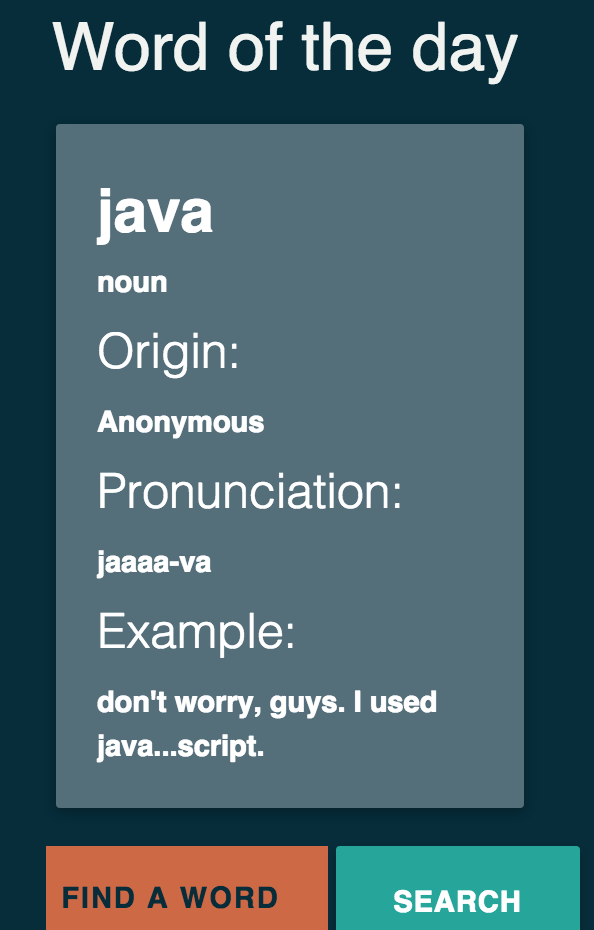 Word of the day
java
noun
Origin:
Anonymous
Pronunciation:
jaaaa-va
Example:
don't worry, guys. I used
java...script.
FIND A WORD
SEARCH